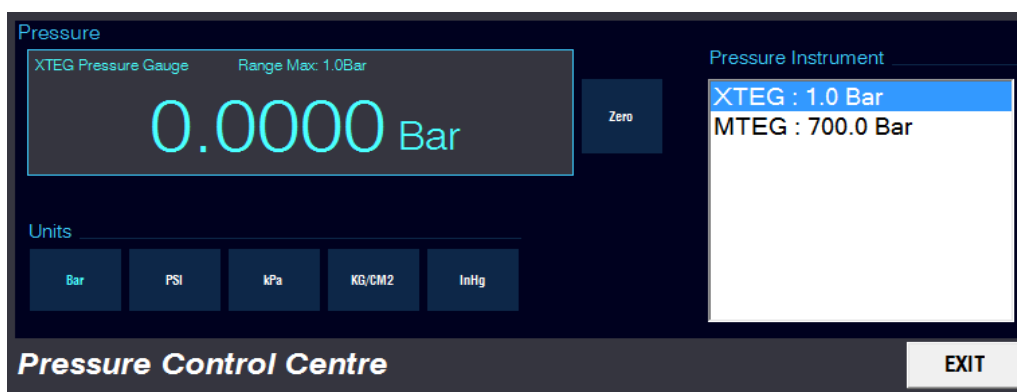 Pressure
XTEG Pressure Gauge Range Max: 1.0Bar
0.0000 Bar
Zero
Units
Bar PSI kPa KG/CM2 InHg
Pressure Instrument
XTEG : 1.0 Bar
MTEG : 700.0 Bar
Pressure Control Centre
EXIT